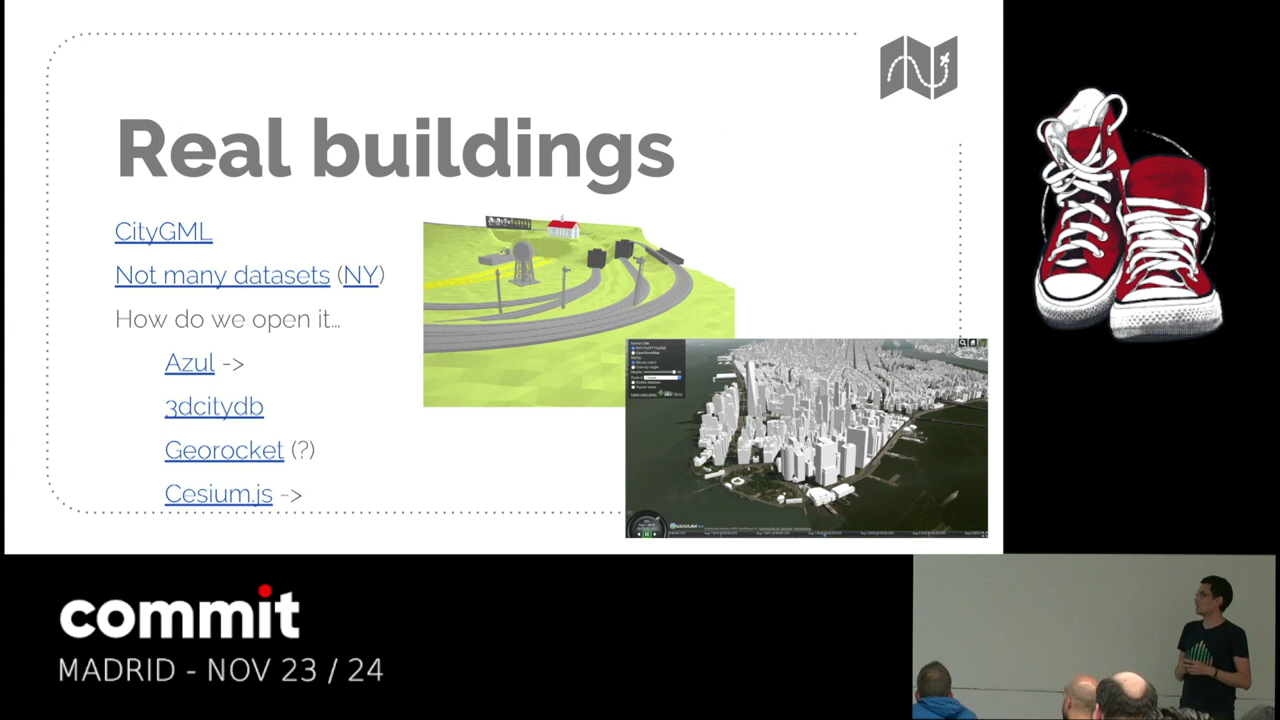 Real buildings
CityGML
Not many datasets (NY)
How do we open it...
Azul ->
3dcitydb
Georocket (?)
Cesium.js ->
CESIUM
commit
MADRID - NOV 23 / 24